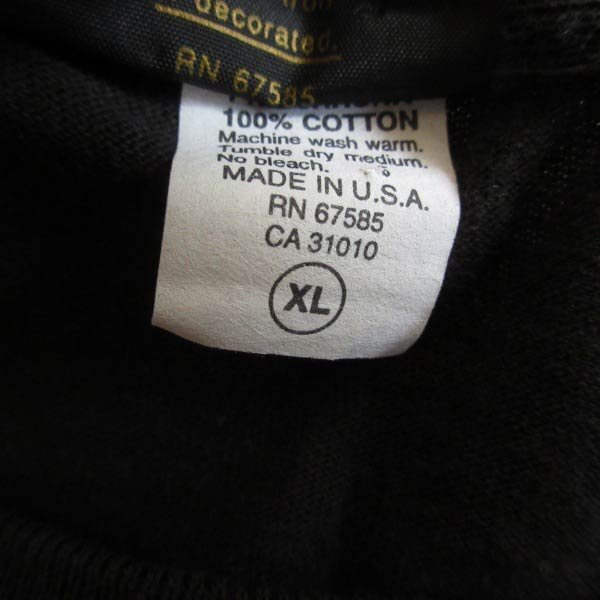 iron
decorated.
RN 67585
100% COTTON
Machine wash warm.
Tumble dry medium.
No bleach.
MADE IN U.S.A.
RN 67585
CA 31010
XL